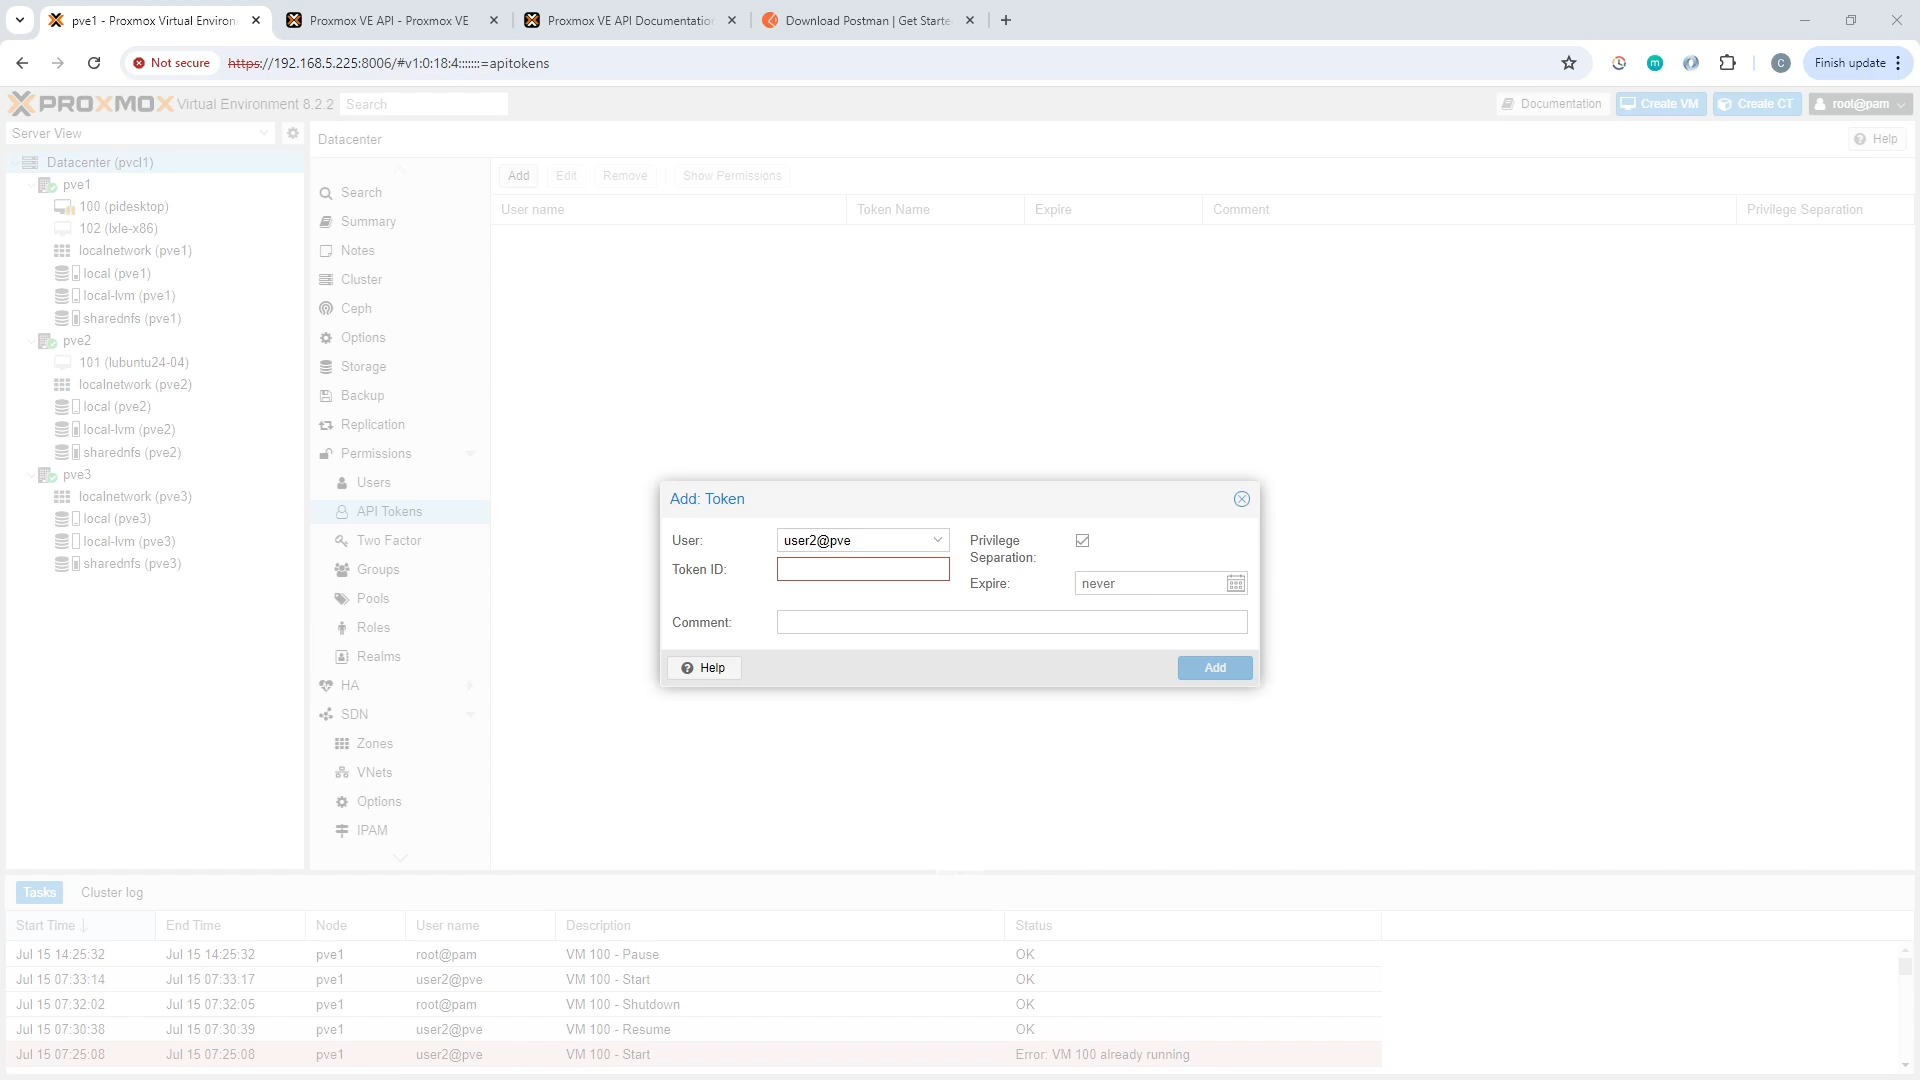 pve1 - Proxmox Virtual Environ
Proxmox VE API - Proxmox VE
Proxmox VE API Documentatio
Download Postman | Get Starte
Not secure
https://192.168.5.225:8006/#v1:0:18:4:::::::=apitokens
C
Finish update
PROXMOX Virtual Environment 8.2.2
Search
Documentation
Create VM
Create CT
root@pam
Server View
Datacenter
Help
Datacenter (pvcl1)
pve1
100 (pidesktop)
102 (lxle-x86)
localnetwork (pve1)
local (pve1)
local-lvm (pve1)
sharednfs (pve1)
pve2
101 (lubuntu24-04)
localnetwork (pve2)
local (pve2)
local-lvm (pve2)
sharednfs (pve2)
pve3
localnetwork (pve3)
local (pve3)
local-lvm (pve3)
sharednfs (pve3)
Search
Summary
Notes
Cluster
Ceph
Options
Storage
Backup
Replication
Permissions
Users
API Tokens
Two Factor
Groups
Pools
Roles
Realms
HA
SDN
Zones
VNets
Options
IPAM
Add
Edit
Remove
Show Permissions
User name
Token Name
Expire
Comment
Privilege Separation
Add: Token
User:
user2@pve
Token ID:
Privilege Separation:
Expire:
never
Comment:
Help
Add
Tasks
Cluster log
Start Time
End Time
Node
User name
Description
Status
Jul 15 14:25:32 Jul 15 14:25:32 pve1 root@pam VM 100 - Pause OK
Jul 15 07:33:14 Jul 15 07:33:17 pve1 user2@pve VM 100 - Start OK
Jul 15 07:32:02 Jul 15 07:32:05 pve1 root@pam VM 100 - Shutdown OK
Jul 15 07:30:38 Jul 15 07:30:39 pve1 user2@pve VM 100 - Resume OK
Jul 15 07:25:08 Jul 15 07:25:08 pve1 user2@pve VM 100 - Start Error: VM 100 already running